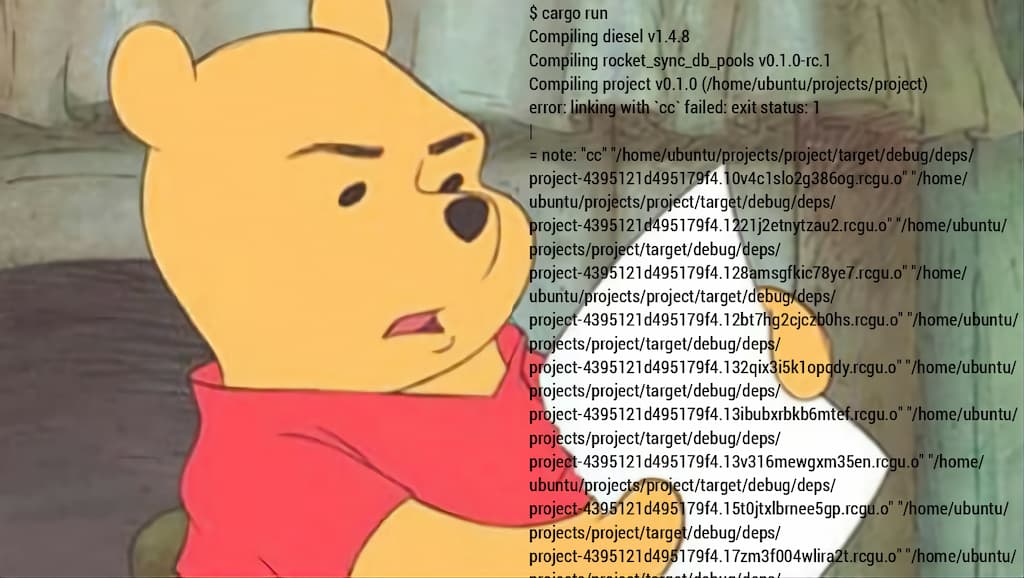 $ cargo run
Compiling diesel v1.4.8
Compiling rocket_sync_db_pools v0.1.0-rc.1
Compiling project v0.1.0 (/home/ubuntu/projects/project)
error: linking with `cc` failed: exit status: 1
|
= note: "cc" "/home/ubuntu/projects/project/target/debug/deps/
project-4395121d495179f4.10v4c1slo2g386og.rcgu.o" "/home/
ubuntu/projects/project/target/debug/deps/
project-4395121d495179f4.1221j2etnytzau2.rcgu.o" "/home/ubuntu/
projects/project/target/debug/deps/
project-4395121d495179f4.128amsgfkic78ye7.rcgu.o" "/home/
ubuntu/projects/project/target/debug/deps/
project-4395121d495179f4.12bt7hg2cjczb0hs.rcgu.o" "/home/ubuntu/
projects/project/target/debug/deps/
project-4395121d495179f4.132qix3i5k1opqdy.rcgu.o" "/home/ubuntu/
projects/project/target/debug/deps/
project-4395121d495179f4.13ibubxrbkb6mtef.rcgu.o" "/home/ubuntu/
projects/project/target/debug/deps/
project-4395121d495179f4.13v316mewgxm35en.rcgu.o" "/home/
ubuntu/projects/project/target/debug/deps/
project-4395121d495179f4.15t0jtxlbrnee5gp.rcgu.o" "/home/ubuntu/
projects/project/target/debug/deps/
project-4395121d495179f4.17zm3f004wlira2t.rcgu.o" "/home/ubuntu/
projects/project/target/debug/deps/